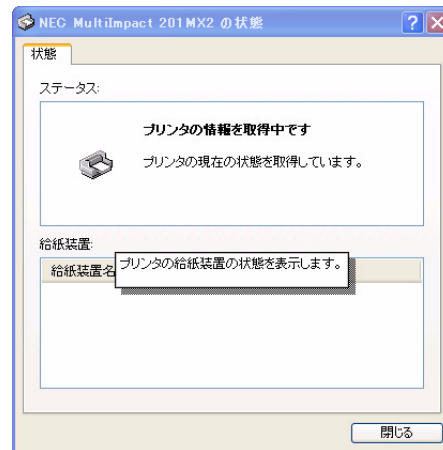 NEC MultiImpact 201MX2 の状態
状態
ステータス:
プリンタの情報を取得中です
プリンタの現在の状態を取得しています。
給紙装置:
給紙装置名
プリンタの給紙装置の状態を表示します。
閉じる